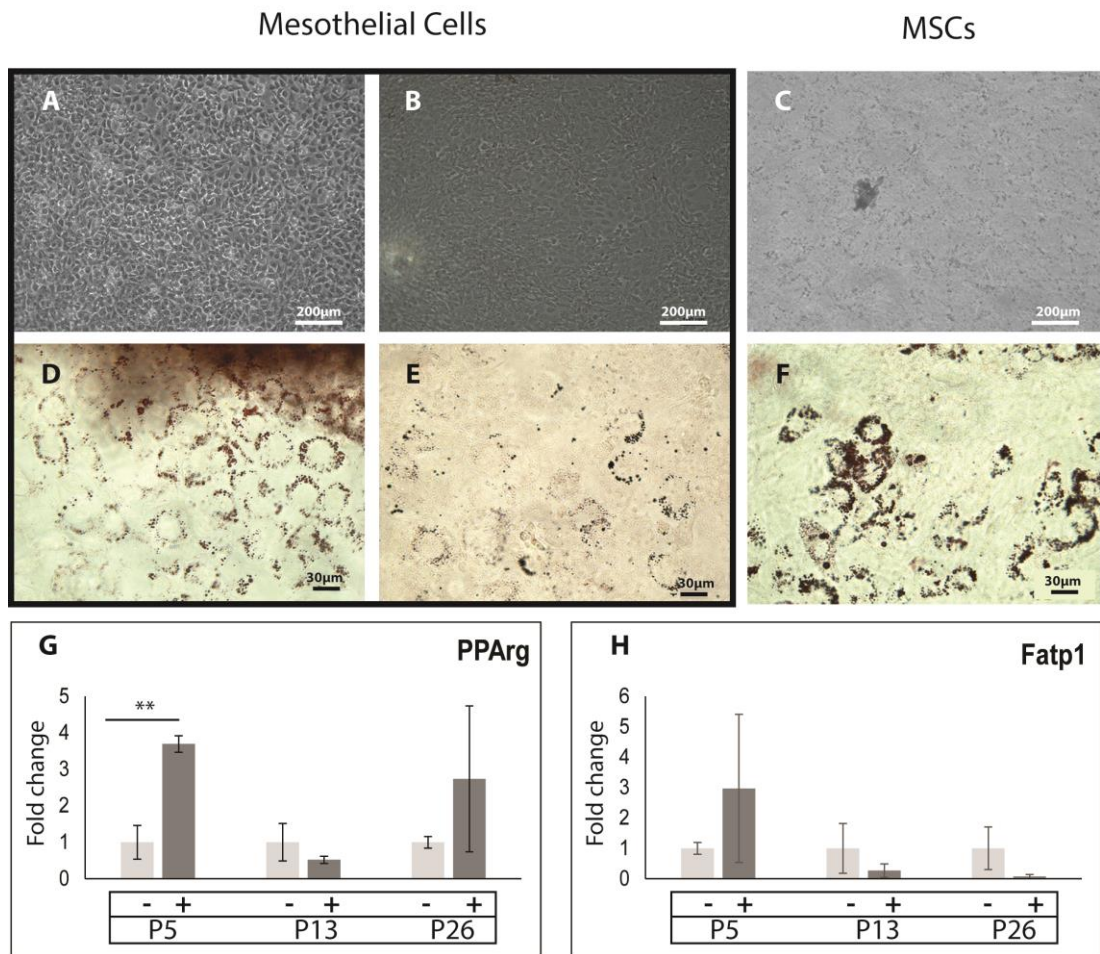 Mesothelial Cells MSCs
A B C
200µm 200µm 200µm
D E F
30µm 30µm 30µm
G PPArg
5
4
3
2
1
0
Fold change
**
- + - + - +
P5 P13 P26
H Fatp1
6
5
4
3
2
1
0
Fold change
- + - + - +
P5 P13 P26